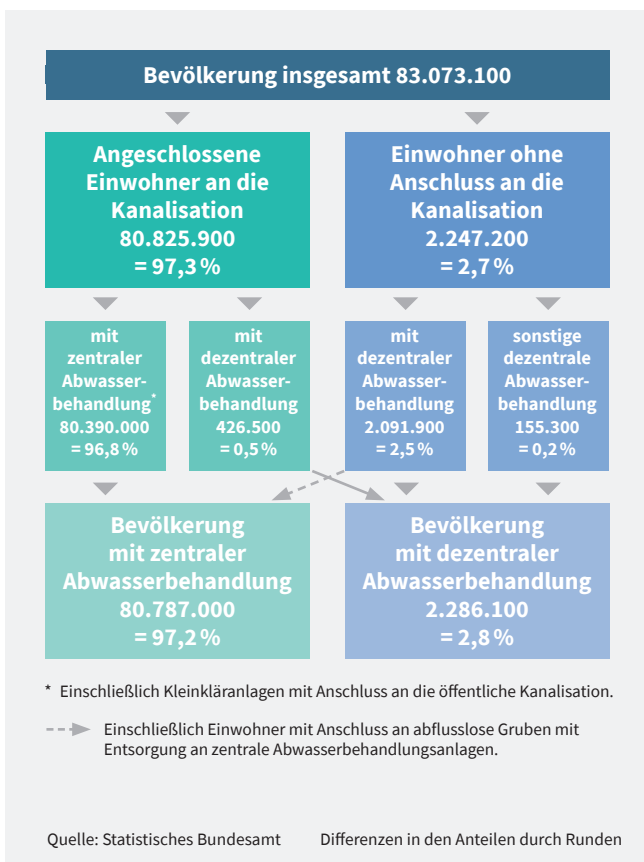 Bevölkerung insgesamt 83.073.100
Angeschlossene
Einwohner an die
Kanalisation
80.825.900
= 97,3 %
Einwohner ohne
Anschluss an die
Kanalisation
2.247.200
= 2,7 %
mit
zentraler
Abwasser-
behandlung*
80.390.000
= 96,8 %
mit
dezentraler
Abwasser-
behandlung
426.500
= 0,5 %
mit
dezentraler
Abwasser-
behandlung
2.091.900
= 2,5 %
sonstige
dezentrale
Abwasser-
behandlung
155.300
= 0,2 %
Bevölkerung
mit zentraler
Abwasserbehandlung
80.787.000
= 97,2 %
Bevölkerung
mit dezentraler
Abwasserbehandlung
2.286.100
= 2,8 %
* Einschließlich Kleinkläranlagen mit Anschluss an die öffentliche Kanalisation.
Einschließlich Einwohner mit Anschluss an abflusslose Gruben mit
Entsorgung an zentrale Abwasserbehandlungsanlagen.
Quelle: Statistisches Bundesamt Differenzen in den Anteilen durch Runden